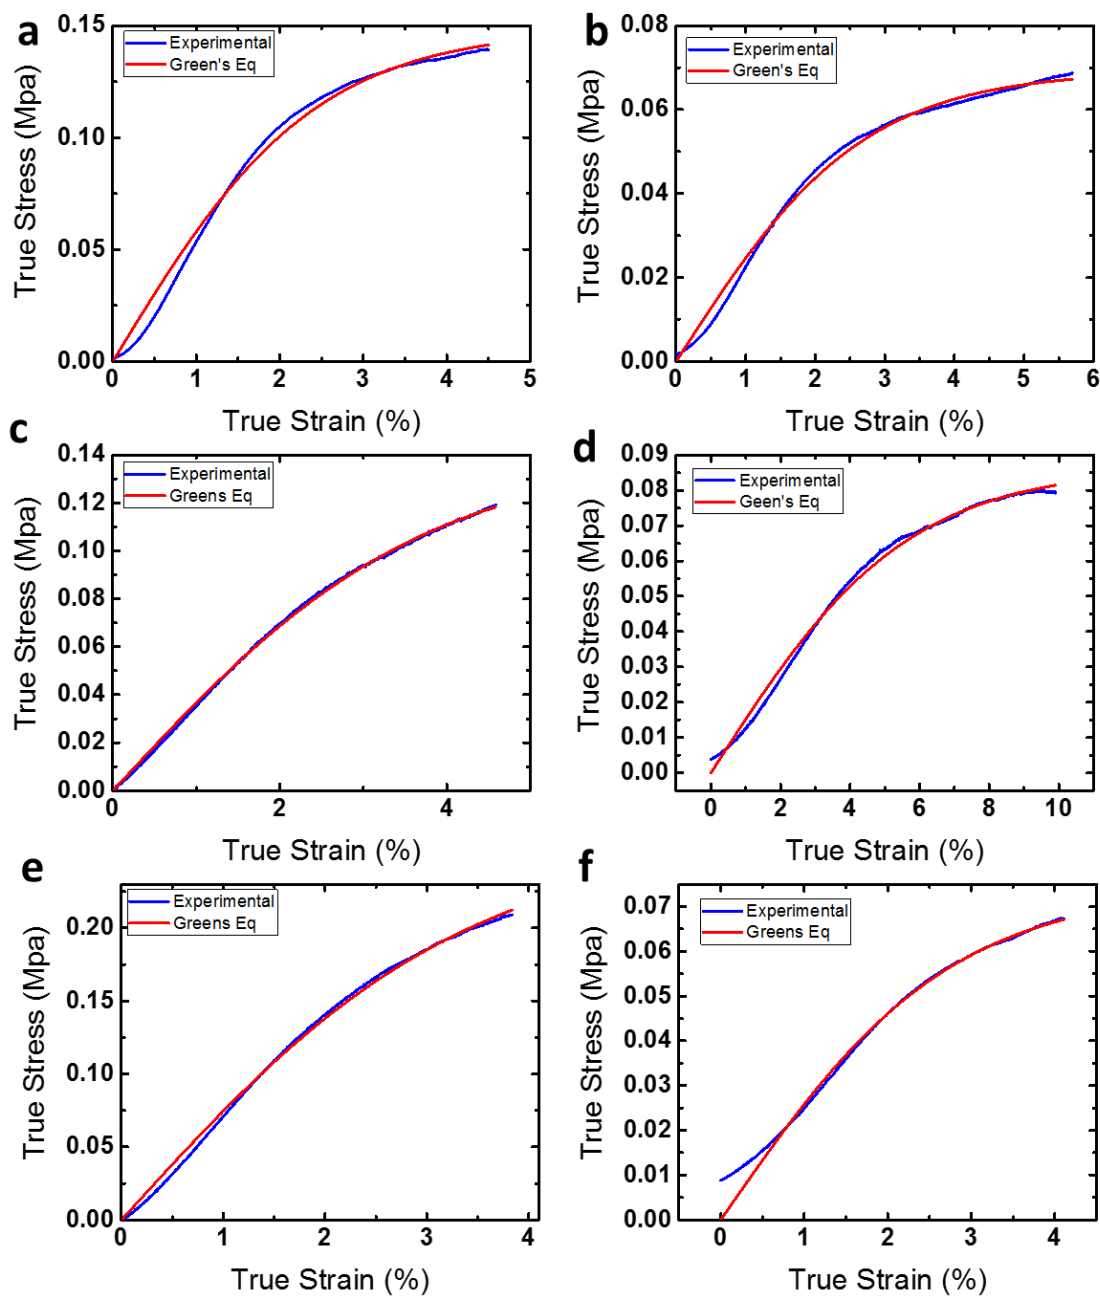 a
0.15
0.10
0.05
0.00
True Stress (Mpa)
Experimental
Green's Eq
0 1 2 3 4 5
True Strain (%)
b
0.08
0.06
0.04
0.02
0.00
True Stress (Mpa)
Experimental
Green's Eq
0 1 2 3 4 5 6
True Strain (%)
c
0.14
0.12
0.10
0.08
0.06
0.04
0.02
0.00
True Stress (Mpa)
Experimental
Greens Eq
0 2 4
True Strain (%)
d
0.09
0.08
0.07
0.06
0.05
0.04
0.03
0.02
0.01
0.00
True Stress (Mpa)
Experimental
Geen's Eq
0 2 4 6 8 10
True Strain (%)
e
0.20
0.15
0.10
0.05
0.00
True Stress (Mpa)
Experimental
Greens Eq
0 1 2 3 4
True Strain (%)
f
0.07
0.06
0.05
0.04
0.03
0.02
0.01
0.00
True Stress (Mpa)
Experimental
Greens Eq
0 1 2 3 4
True Strain (%)